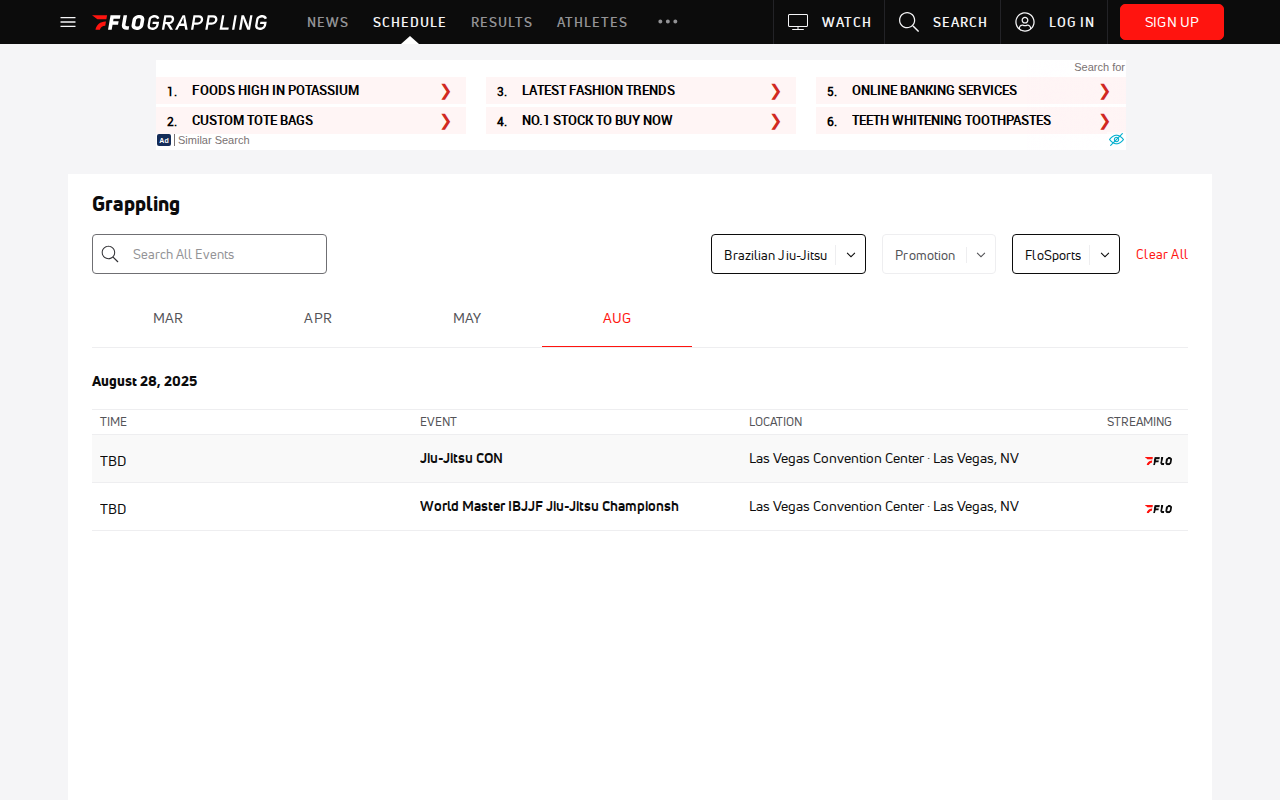 FLOGRAPPLING
NEWS
SCHEDULE
RESULTS
ATHLETES
WATCH
SEARCH
LOG IN
SIGN UP
Search for
1. FOODS HIGH IN POTASSIUM
2. CUSTOM TOTE BAGS
3. LATEST FASHION TRENDS
4. NO.1 STOCK TO BUY NOW
5. ONLINE BANKING SERVICES
6. TEETH WHITENING TOOTHPASTES
Ad | Similar Search
Grappling
Search All Events
Brazilian Jiu-Jitsu
Promotion
FloSports
Clear All
MAR
APR
MAY
AUG
August 28, 2025
TIME EVENT LOCATION STREAMING
TBD Jiu-Jitsu CON Las Vegas Convention Center · Las Vegas, NV FLO
TBD World Master IBJJF Jiu-Jitsu Championsh Las Vegas Convention Center · Las Vegas, NV FLO